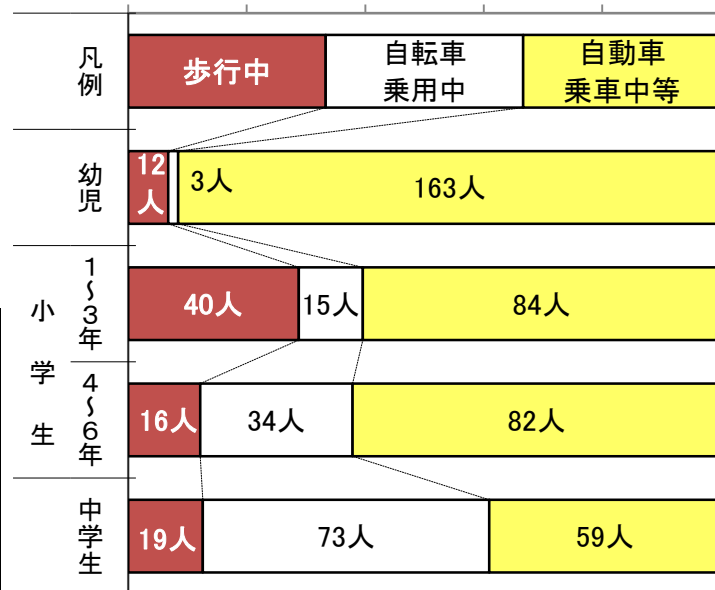 凡例
歩行中
自転車
乗用中
自動車
乗車中等
幼児
12
人
3人
163人
小学生
1～3年
40人
15人
84人
4～6年
16人
34人
82人
中学生
19人
73人
59人